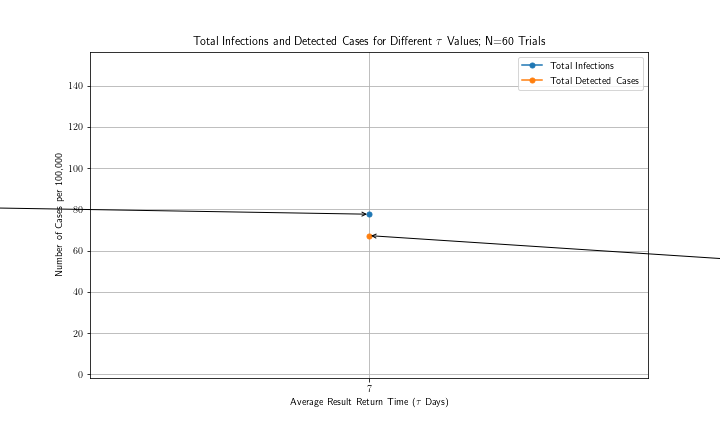 Total Infections and Detected Cases for Different τ Values; N=60 Trials
Total Infections
Total Detected Cases
Number of Cases per 100,000
140
120
100
80
60
40
20
0
7
Average Result Return Time (τ Days)